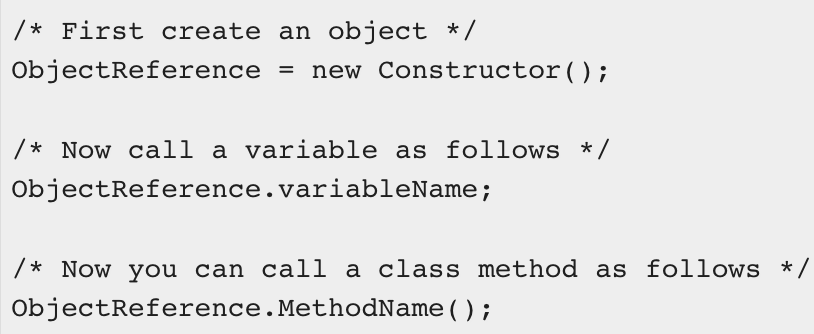 /* First create an object */
ObjectReference = new Constructor();
/* Now call a variable as follows */
ObjectReference.variableName;
/* Now you can call a class method as follows */
ObjectReference.MethodName();